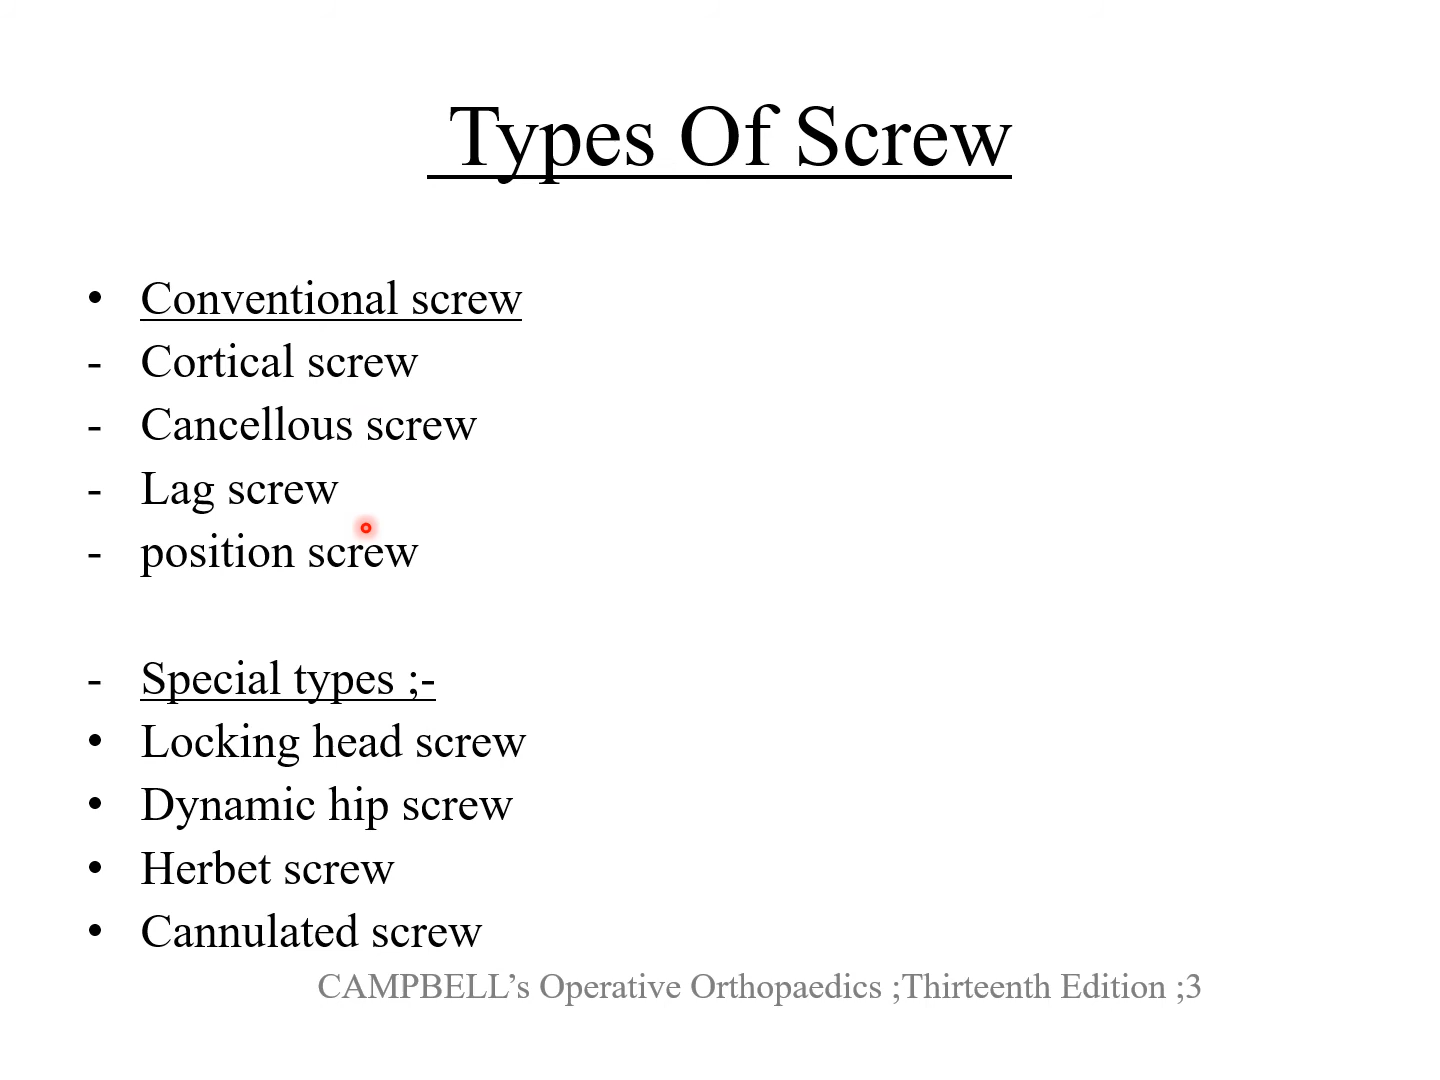 Types Of Screw
• Conventional screw
- Cortical screw
- Cancellous screw
- Lag screw
- position screw
- Special types ;-
• Locking head screw
• Dynamic hip screw
• Herbet screw
• Cannulated screw
CAMPBELL’s Operative Orthopaedics ;Thirteenth Edition ;3